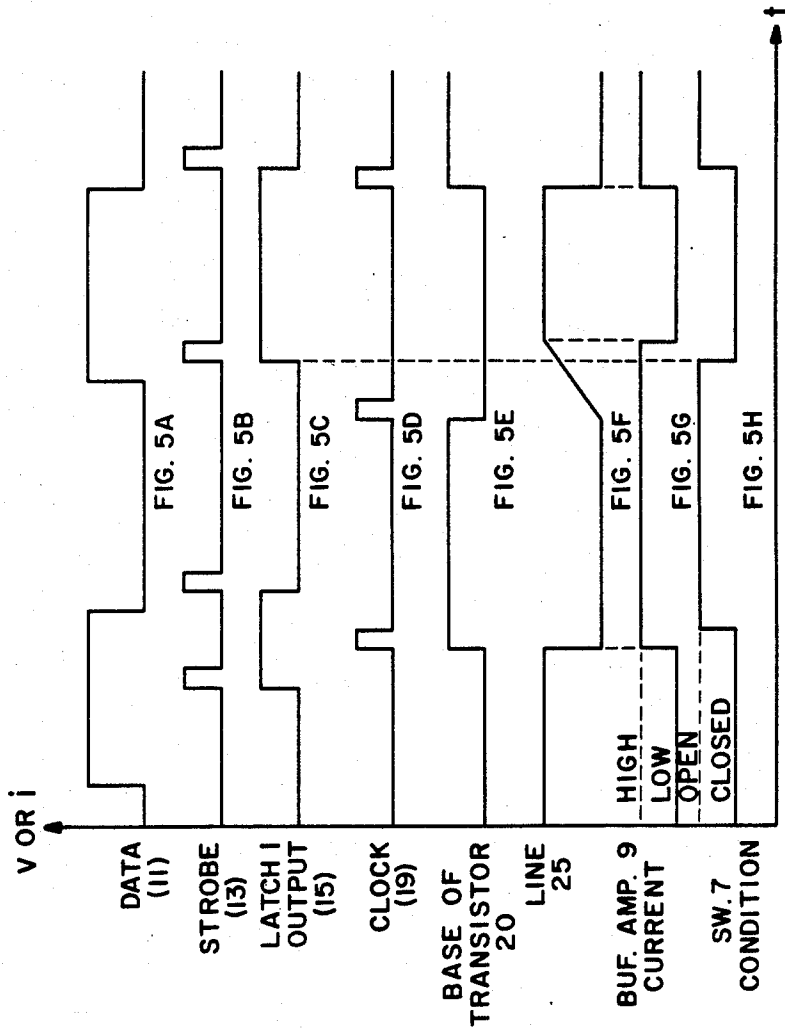 V OR i
DATA
(11)
FIG. 5A
STROBE
(13)
FIG. 5B
LATCH 1
OUTPUT
(15)
FIG. 5C
CLOCK
(19)
FIG. 5D
BASE OF
TRANSISTOR
20
FIG. 5E
LINE
25
FIG. 5F
BUF. AMP. 9
CURRENT
HIGH
LOW
FIG. 5G
SW. 7
CONDITION
OPEN
CLOSED
FIG. 5H
t